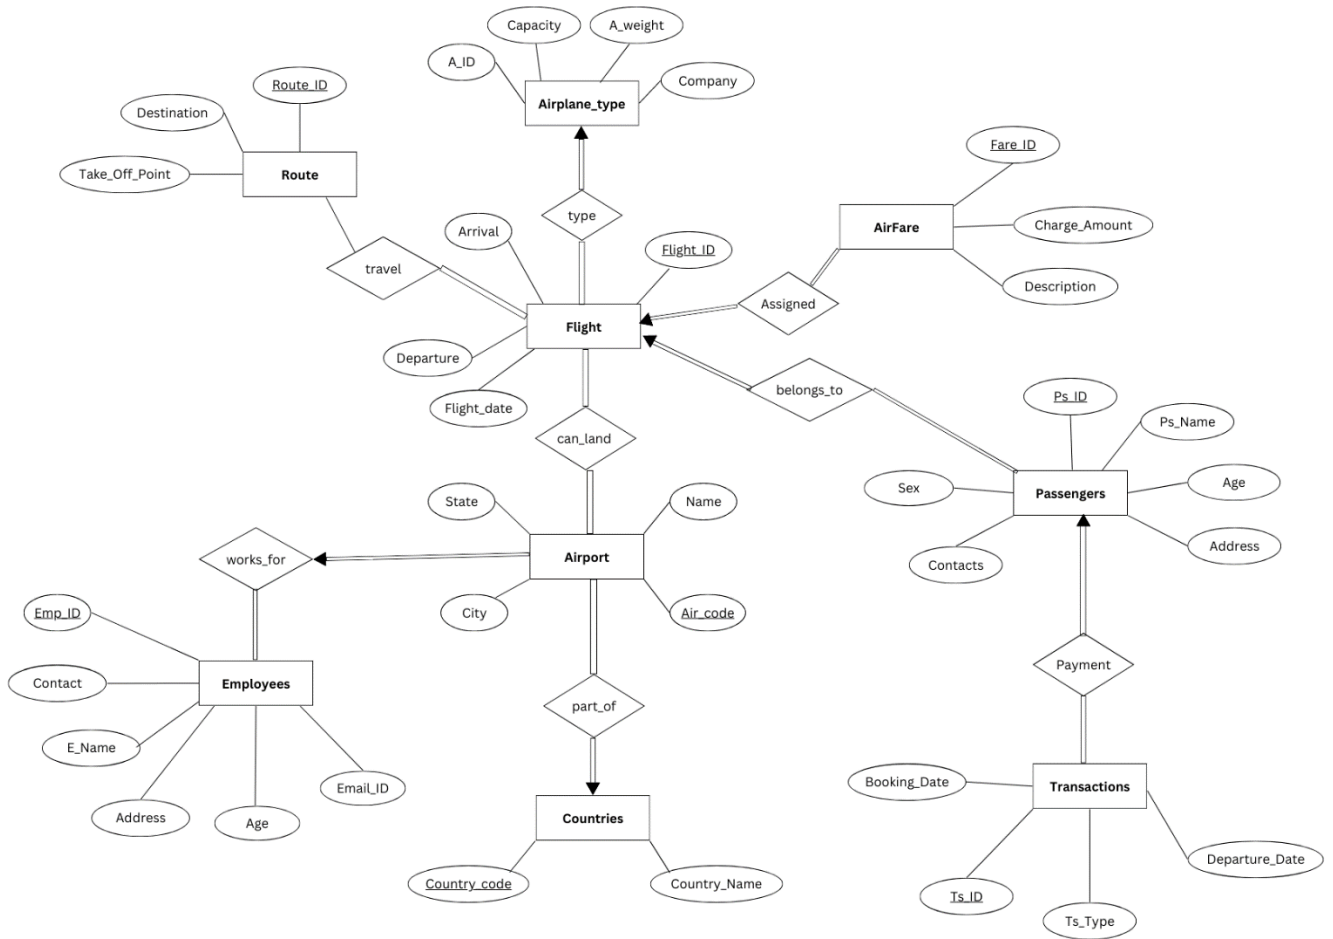 Capacity
A_weight
A_ID
Company
Airplane_type
Route_ID
Destination
Take_Off_Point
Route
Fare_ID
type
AirFare
Charge_Amount
Arrival
Flight_ID
travel
Description
Assigned
Flight
Departure
belongs_to
Ps_ID
Flight_date
Ps_Name
can_land
Age
Sex
Passengers
State
Name
Address
works_for
Airport
Contacts
Emp_ID
City
Air_code
Payment
Contact
Employees
part_of
E_Name
Email_ID
Booking_Date
Transactions
Address
Age
Countries
Departure_Date
Country_code
Country_Name
Ts_ID
Ts_Type